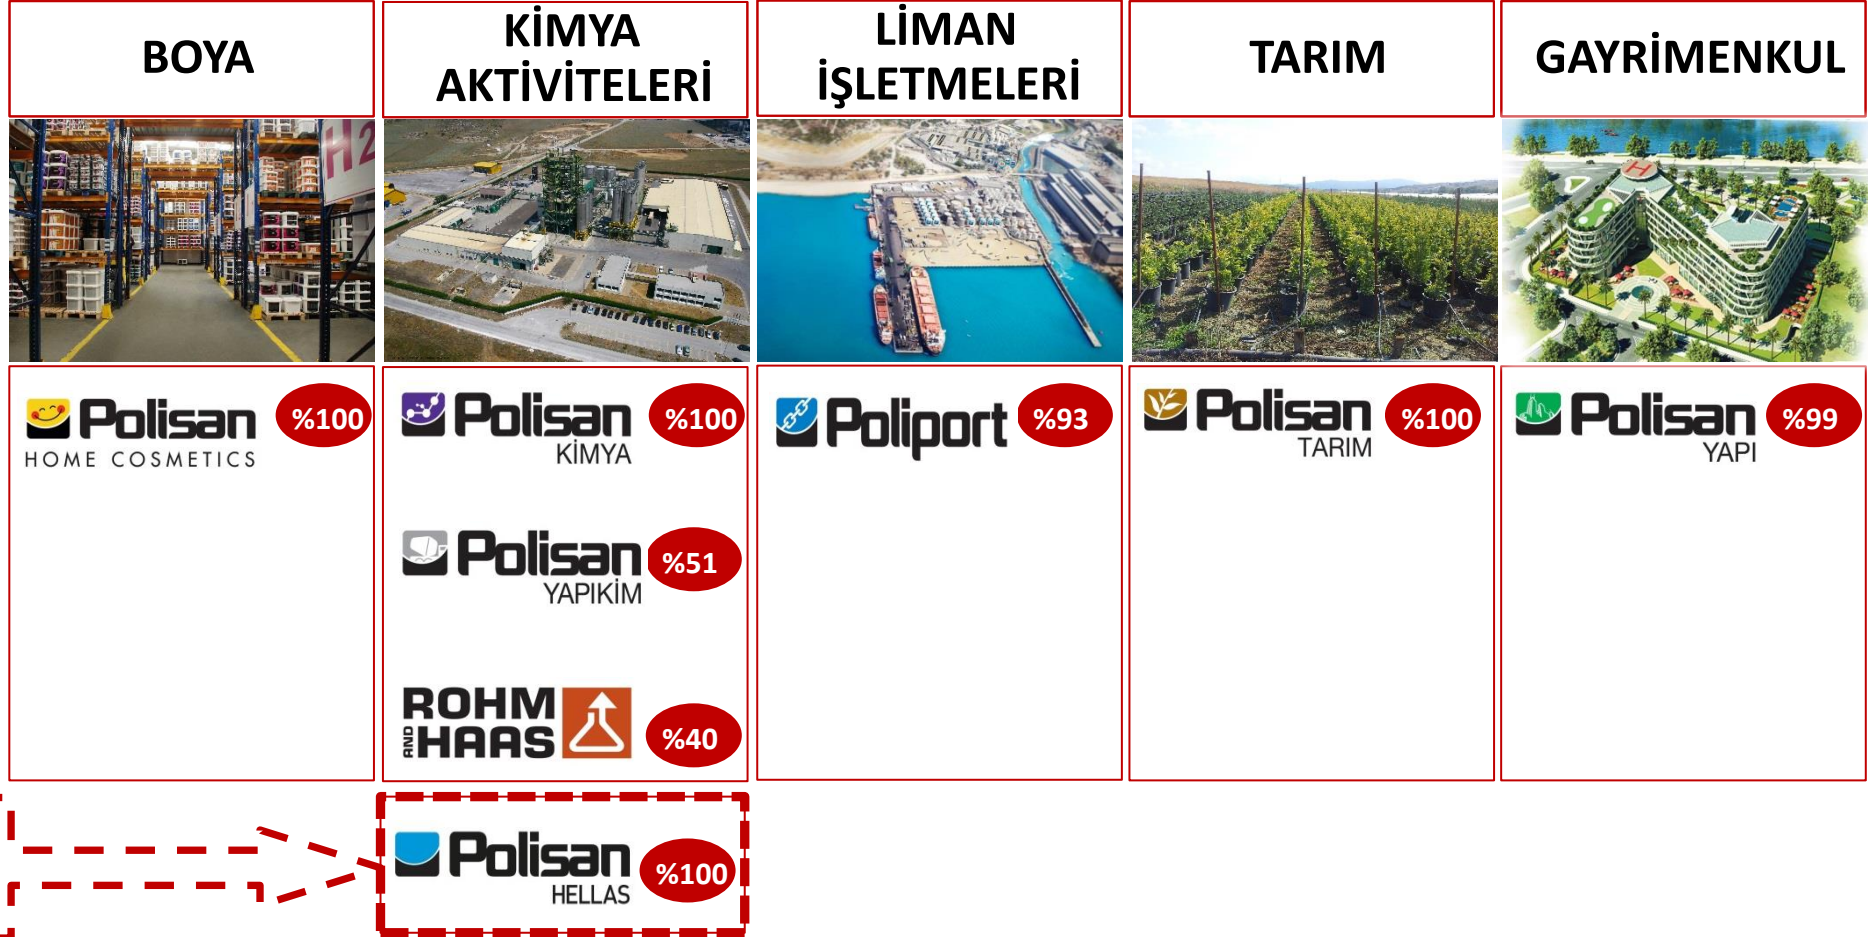 BOYA
KİMYA
AKTİVİTELERİ
LİMAN
İŞLETMELERİ
TARIM
GAYRİMENKUL
H2
H
Polisan
HOME COSMETICS
%100
Polisan
KİMYA
%100
Polisan
YAPIKİM
%51
ROHM
AND HAAS
%40
Poliport
%93
Polisan
TARIM
%100
Polisan
YAPI
%99
Polisan
HELLAS
%100